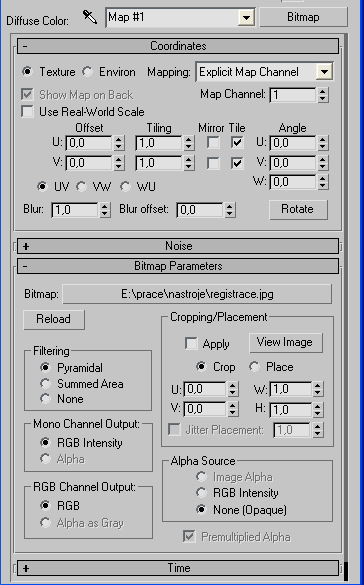 Diffuse Color: Map #1 Bitmap
- Coordinates
Texture Environ Mapping: Explicit Map Channel
Show Map on Back Map Channel: 1
Use Real-World Scale
Offset Tiling Mirror Tile Angle
U: 0,0 1,0 U: 0,0
V: 0,0 1,0 V: 0,0
W: 0,0
UV VW WU
Blur: 1,0 Blur offset: 0,0 Rotate
+ Noise
- Bitmap Parameters
Bitmap: E:\prace\nastroje\registrace.jpg
Reload
Cropping/Placement
Apply View Image
Crop Place
U: 0,0 W: 1,0
V: 0,0 H: 1,0
Jitter Placement: 1,0
Filtering
Pyramidal
Summed Area
None
Mono Channel Output:
RGB Intensity
Alpha
RGB Channel Output:
RGB
Alpha as Gray
Alpha Source
Image Alpha
RGB Intensity
None (Opaque)
Premultiplied Alpha
+ Time